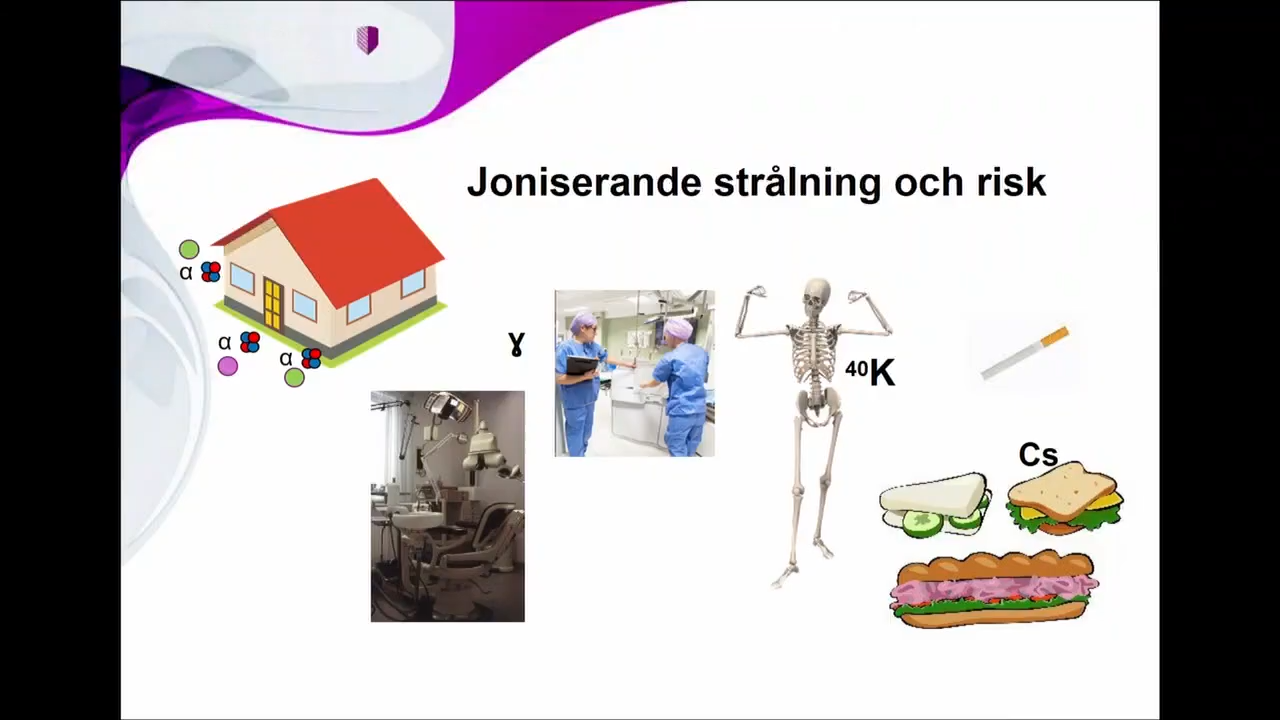 Joniserande strålning och risk
α
α
α
ɣ
⁴⁰K
Cs